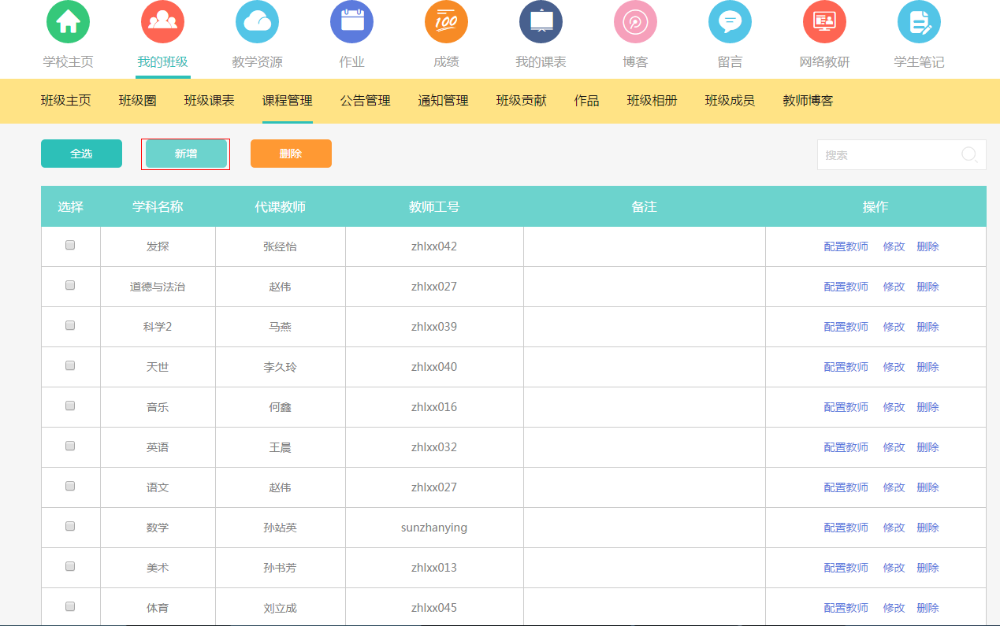 100
学校主页 我的班级 教学资源 作业 成绩 我的课表 博客 留言 网络教研 学生笔记
班级主页 班级圈 班级课表 课程管理 公告管理 通知管理 班级贡献 作品 班级相册 班级成员 教师博客
全选 新增 删除 搜索
选择 学科名称 代课教师 教师工号 备注 操作
发探 张经怡 zhlxx042 配置教师 修改 删除
道德与法治 赵伟 zhlxx027 配置教师 修改 删除
科学2 马燕 zhlxx039 配置教师 修改 删除
天世 李久玲 zhlxx040 配置教师 修改 删除
音乐 何鑫 zhlxx016 配置教师 修改 删除
英语 王晨 zhlxx032 配置教师 修改 删除
语文 赵伟 zhlxx027 配置教师 修改 删除
数学 孙站英 sunzhanying 配置教师 修改 删除
美术 孙书芳 zhlxx013 配置教师 修改 删除
体育 刘立成 zhlxx045 配置教师 修改 删除